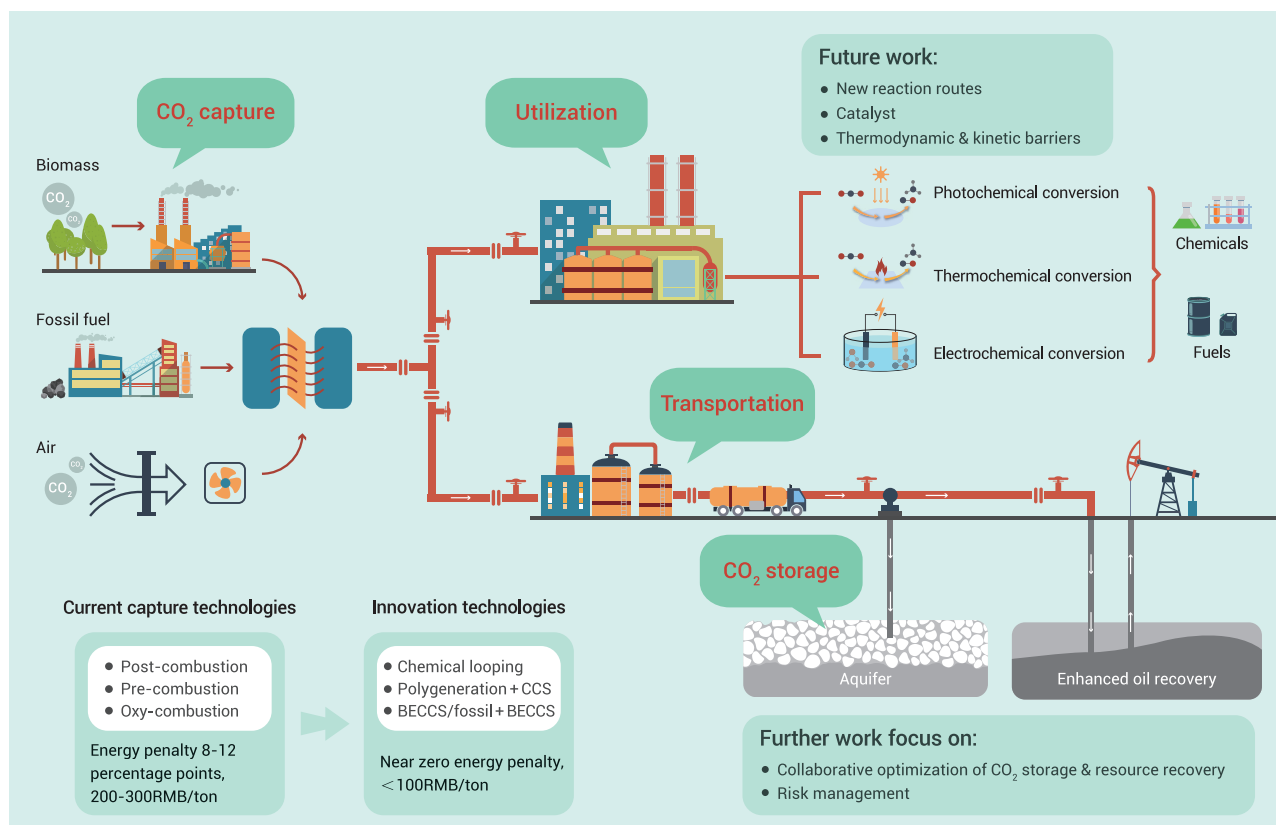 CO₂ capture
Biomass
CO₂
CO₂
Fossil fuel
Air
CO₂
CO₂
Utilization
Future work:
● New reaction routes
● Catalyst
● Thermodynamic & kinetic barriers
Photochemical conversion
Thermochemical conversion
Electrochemical conversion
Chemicals
Fuels
Transportation
CO₂ storage
Aquifer
Enhanced oil recovery
Current capture technologies
● Post-combustion
● Pre-combustion
● Oxy-combustion
Energy penalty 8-12
percentage points,
200-300RMB/ton
Innovation technologies
● Chemical looping
● Polygeneration + CCS
● BECCS/fossil + BECCS
Near zero energy penalty,
<100RMB/ton
Further work focus on:
● Collaborative optimization of CO₂ storage & resource recovery
● Risk management